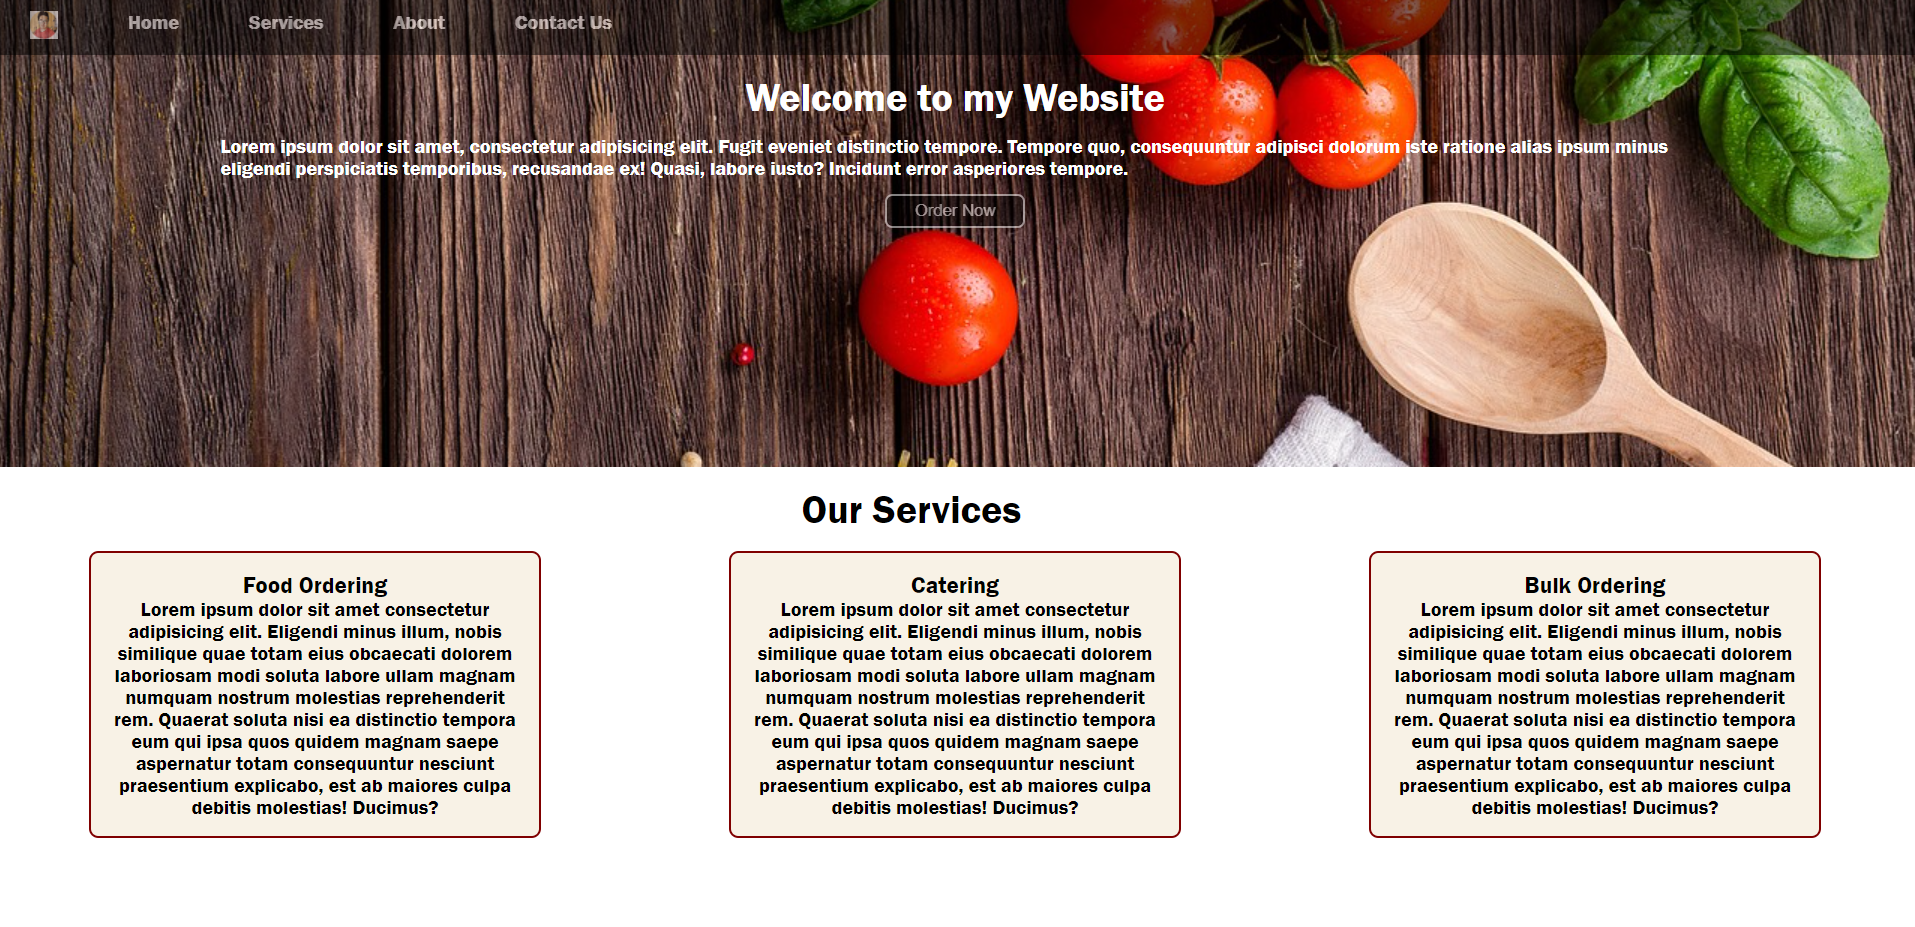 Home Services About Contact Us
Welcome to my Website
Lorem ipsum dolor sit amet, consectetur adipisicing elit. Fugit eveniet distinctio tempore. Tempore quo, consequuntur adipisci dolorum iste ratione alias ipsum minus
eligendi perspiciatis temporibus, recusandae ex! Quasi, labore iusto? Incidunt error asperiores tempore.
Order Now
Our Services
Food Ordering
Lorem ipsum dolor sit amet consectetur
adipisicing elit. Eligendi minus illum, nobis
similique quae totam eius obcaecati dolorem
laboriosam modi soluta labore ullam magnam
numquam nostrum molestias reprehenderit
rem. Quaerat soluta nisi ea distinctio tempora
eum qui ipsa quos quidem magnam saepe
aspernatur totam consequuntur nesciunt
praesentium explicabo, est ab maiores culpa
debitis molestias! Ducimus?
Catering
Lorem ipsum dolor sit amet consectetur
adipisicing elit. Eligendi minus illum, nobis
similique quae totam eius obcaecati dolorem
laboriosam modi soluta labore ullam magnam
numquam nostrum molestias reprehenderit
rem. Quaerat soluta nisi ea distinctio tempora
eum qui ipsa quos quidem magnam saepe
aspernatur totam consequuntur nesciunt
praesentium explicabo, est ab maiores culpa
debitis molestias! Ducimus?
Bulk Ordering
Lorem ipsum dolor sit amet consectetur
adipisicing elit. Eligendi minus illum, nobis
similique quae totam eius obcaecati dolorem
laboriosam modi soluta labore ullam magnam
numquam nostrum molestias reprehenderit
rem. Quaerat soluta nisi ea distinctio tempora
eum qui ipsa quos quidem magnam saepe
aspernatur totam consequuntur nesciunt
praesentium explicabo, est ab maiores culpa
debitis molestias! Ducimus?